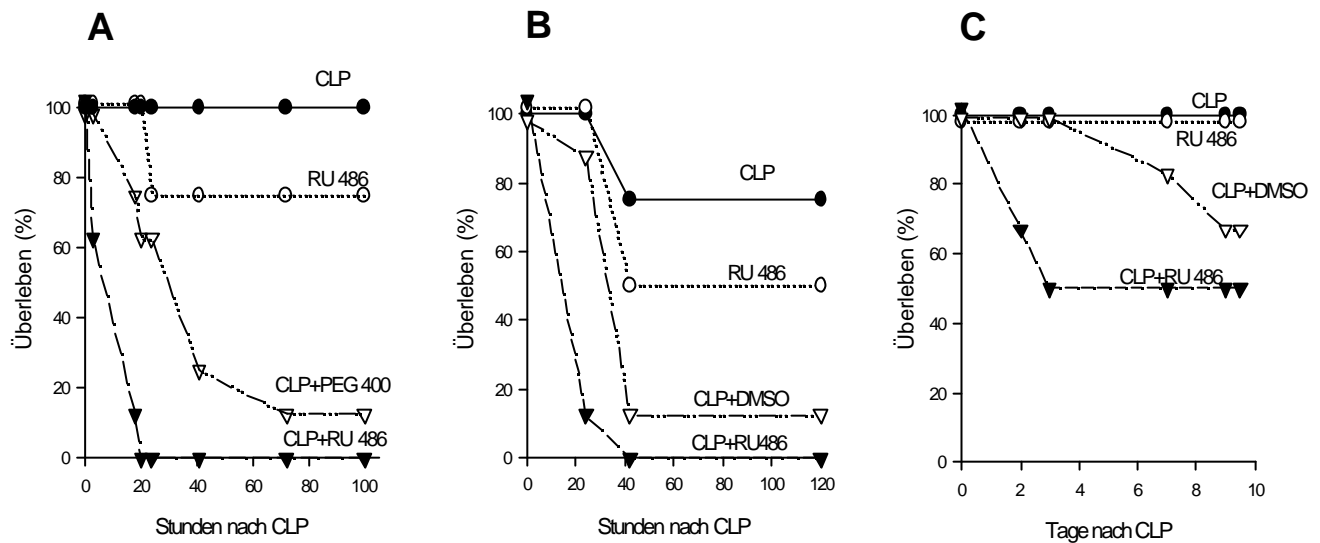 A
B
C
Überleben (%)
100
80
60
40
20
0
CLP
RU 486
CLP+PEG 400
CLP+RU 486
0 20 40 60 80 100
Stunden nach CLP
Überleben (%)
100
80
60
40
20
0
CLP
RU 486
CLP+DMSO
CLP+RU486
0 20 40 60 80 100 120
Stunden nach CLP
Überleben (%)
100
80
60
40
20
0
CLP
RU 486
CLP+DMSO
CLP+RU 486
0 2 4 6 8 10
Tage nach CLP